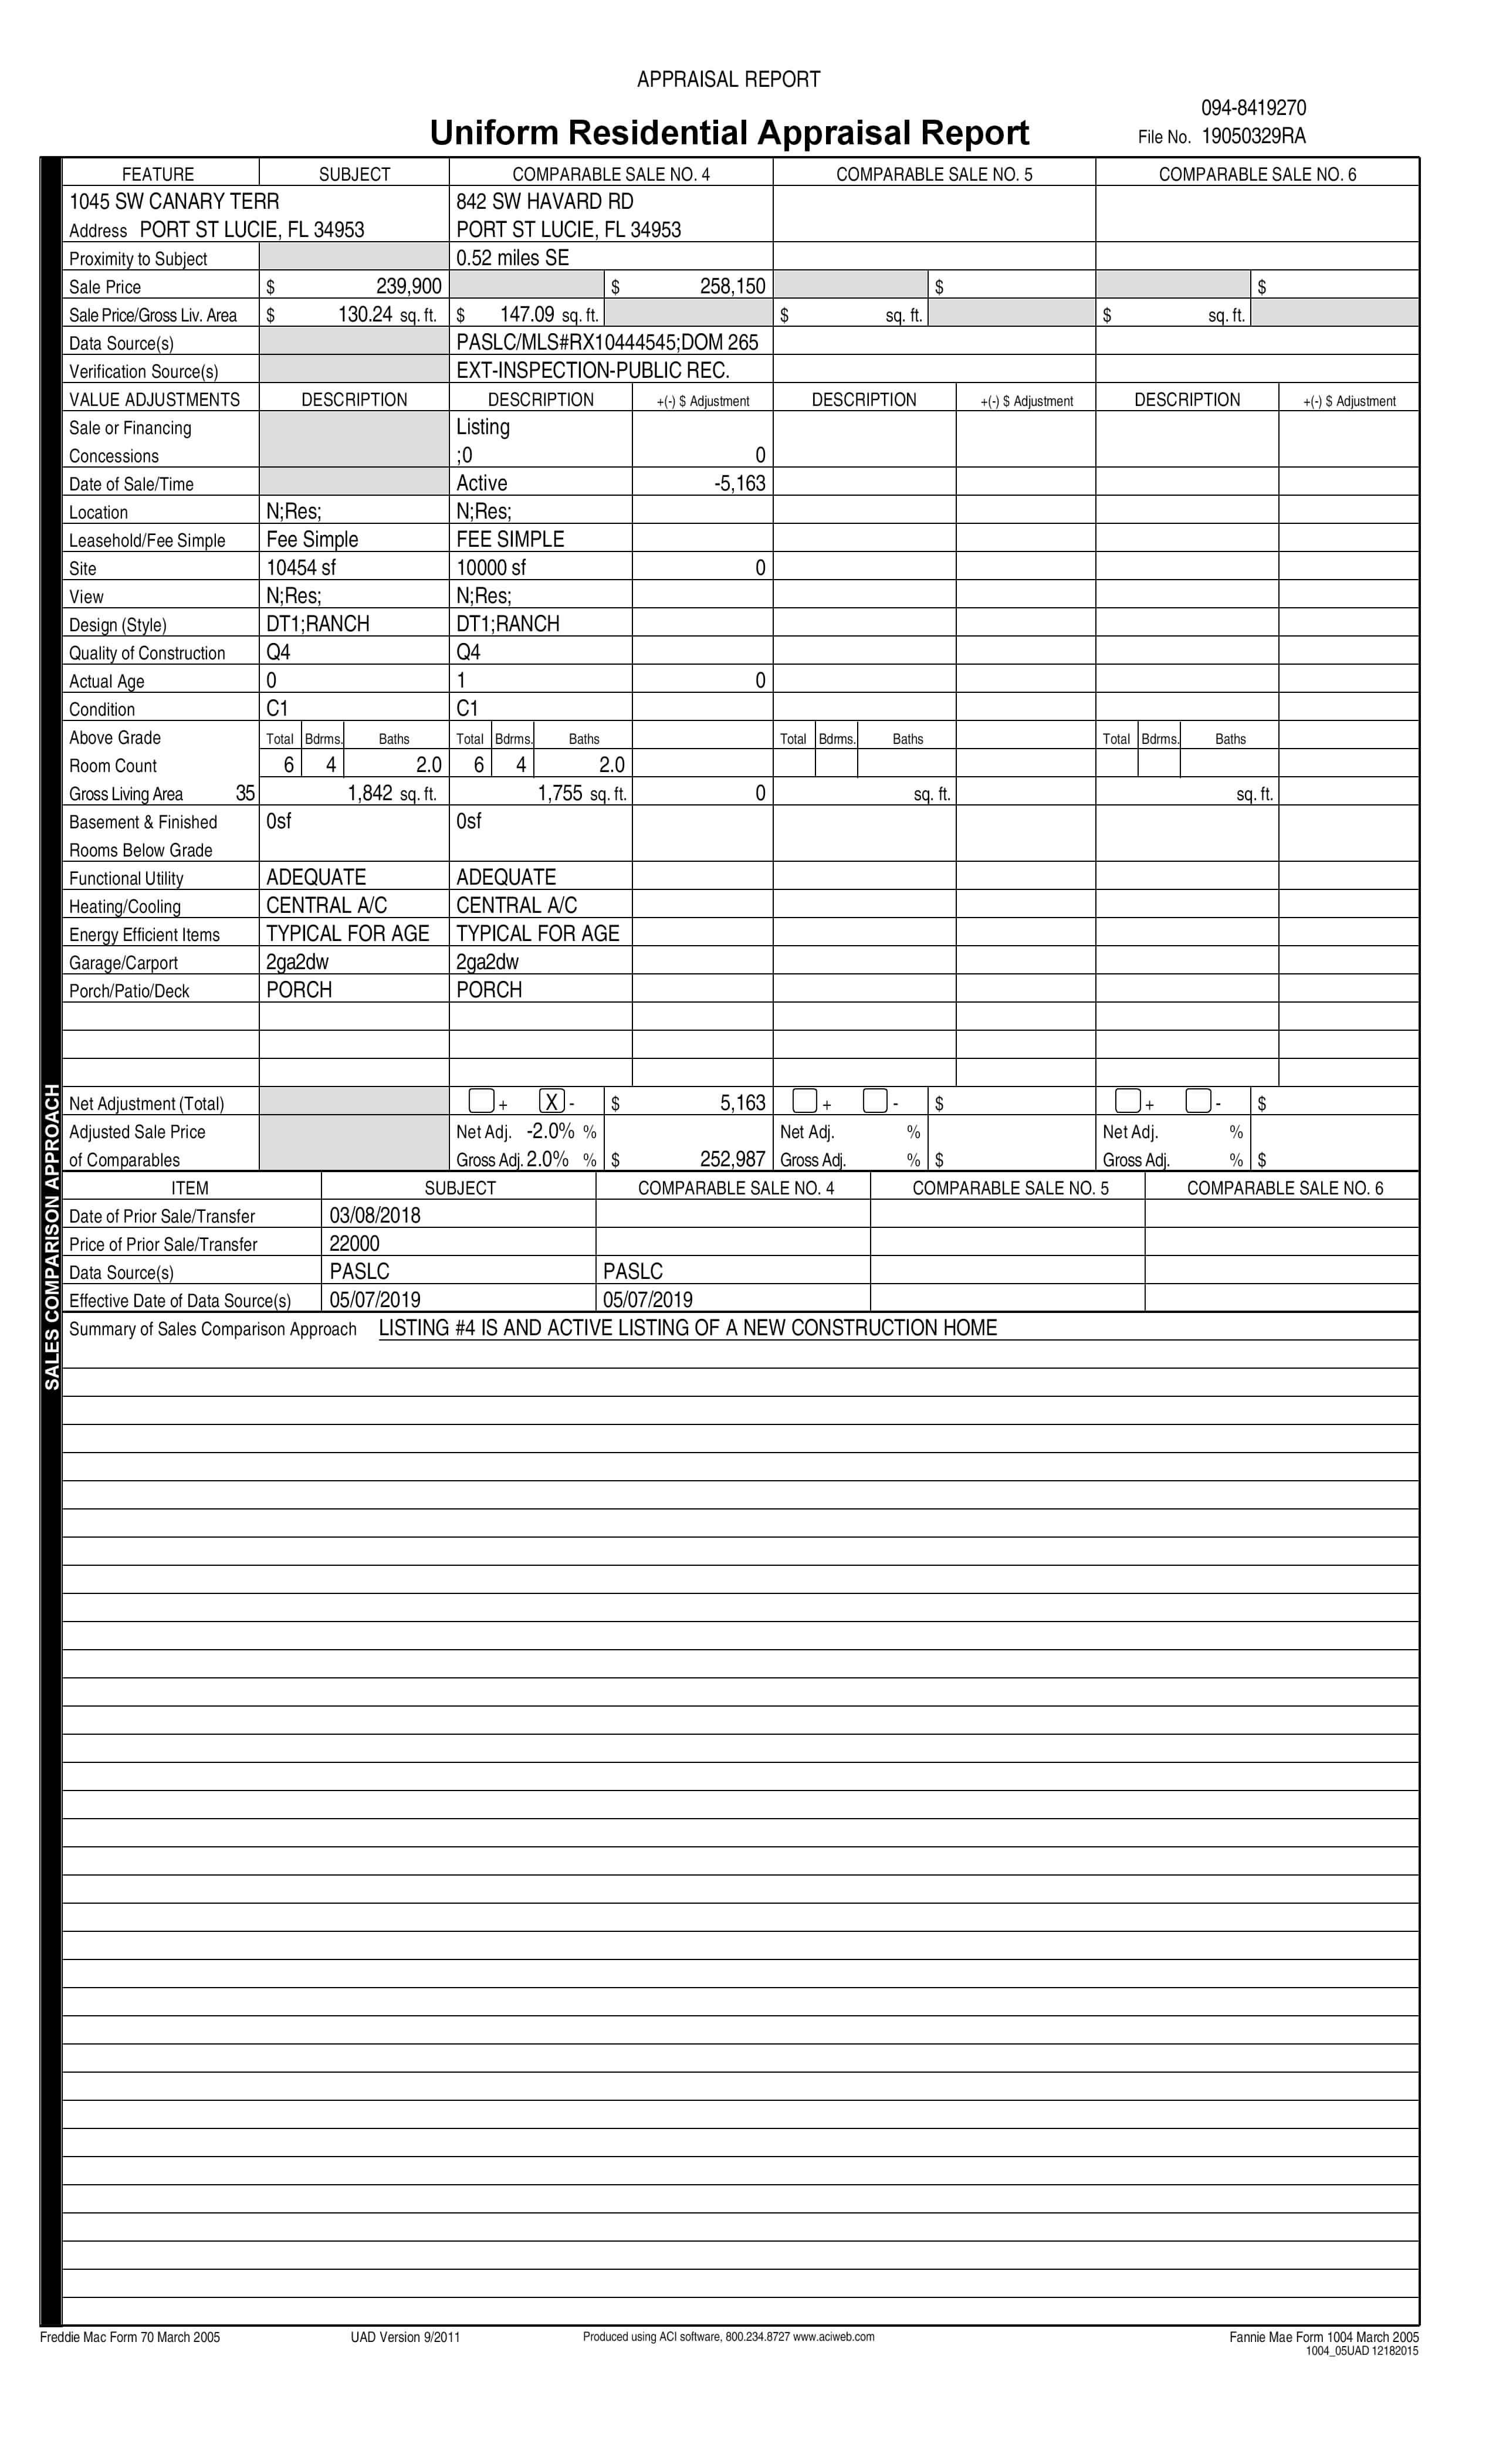 APPRAISAL REPORT
094-8419270
Uniform Residential Appraisal Report File No. 19050329RA
FEATURE SUBJECT COMPARABLE SALE NO. 4 COMPARABLE SALE NO. 5 COMPARABLE SALE NO. 6
1045 SW CANARY TERR 842 SW HAVARD RD
Address PORT ST LUCIE, FL 34953 PORT ST LUCIE, FL 34953
Proximity to Subject 0.52 miles SE
Sale Price $ 239,900 $ 258,150 $ $
Sale Price/Gross Liv. Area $ 130.24 sq. ft. $ 147.09 sq. ft. $ sq. ft. $ sq. ft.
Data Source(s) PASLC/MLS#RX10444545;DOM 265
Verification Source(s) EXT-INSPECTION-PUBLIC REC.
VALUE ADJUSTMENTS DESCRIPTION DESCRIPTION +(-) $ Adjustment DESCRIPTION +(-) $ Adjustment DESCRIPTION +(-) $ Adjustment
Sale or Financing Listing
Concessions ;0 0
Date of Sale/Time Active -5,163
Location N;Res; N;Res;
Leasehold/Fee Simple Fee Simple FEE SIMPLE
Site 10454 sf 10000 sf 0
View N;Res; N;Res;
Design (Style) DT1;RANCH DT1;RANCH
Quality of Construction Q4 Q4
Actual Age 0 1 0
Condition C1 C1
Above Grade Total Bdrms. Baths Total Bdrms. Baths Total Bdrms. Baths Total Bdrms. Baths
Room Count 6 4 2.0 6 4 2.0
Gross Living Area 35 1,842 sq. ft. 1,755 sq. ft. 0 sq. ft. sq. ft.
Basement & Finished 0sf 0sf
Rooms Below Grade
Functional Utility ADEQUATE ADEQUATE
Heating/Cooling CENTRAL A/C CENTRAL A/C
Energy Efficient Items TYPICAL FOR AGE TYPICAL FOR AGE
Garage/Carport 2ga2dw 2ga2dw
Porch/Patio/Deck PORCH PORCH
Net Adjustment (Total) + X - $ 5,163 + - $ + - $
Adjusted Sale Price Net Adj. -2.0% % Net Adj. % Net Adj. %
of Comparables Gross Adj. 2.0% % $ 252,987 Gross Adj. % $ Gross Adj. % $
ITEM SUBJECT COMPARABLE SALE NO. 4 COMPARABLE SALE NO. 5 COMPARABLE SALE NO. 6
Date of Prior Sale/Transfer 03/08/2018
Price of Prior Sale/Transfer 22000
Data Source(s) PASLC PASLC
Effective Date of Data Source(s) 05/07/2019 05/07/2019
Summary of Sales Comparison Approach LISTING #4 IS AND ACTIVE LISTING OF A NEW CONSTRUCTION HOME
SALES COMPARISON APPROACH
Freddie Mac Form 70 March 2005 UAD Version 9/2011 Produced using ACI software, 800.234.8727 www.aciweb.com Fannie Mae Form 1004 March 2005
1004_05UAD 12182015